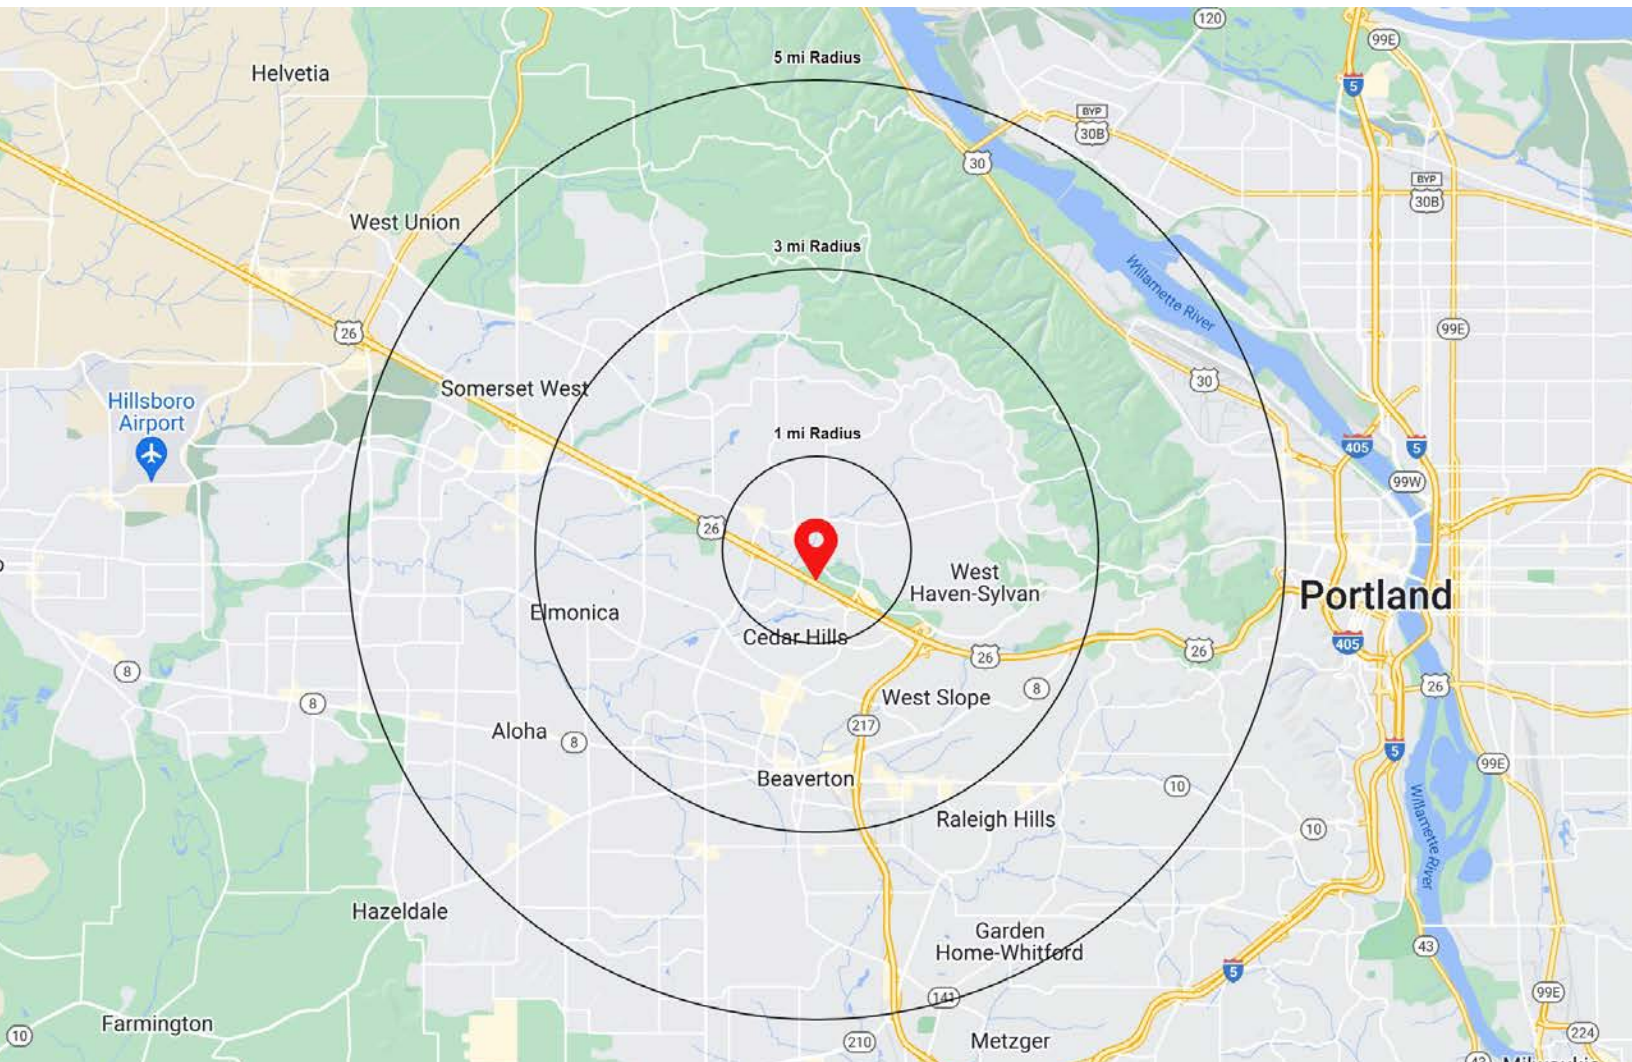 120
99E
5 mi Radius
Helvetia
5
BYP
30B
30
BYP
30B
West Union
3 mi Radius
Willamette River
26
99E
Somerset West
30
Hillsboro
Airport
1 mi Radius
405
5
99W
26
West
Haven-Sylvan
Portland
Elmonica
Cedar Hills
405
26
26
8
8
26
8
West Slope
217
Aloha
8
5
99E
Beaverton
10
Raleigh Hills
10
Willamette River
Hazeldale
Garden
Home-Whitford
43
5
141
99E
Farmington
10
210
Metzger
224
43